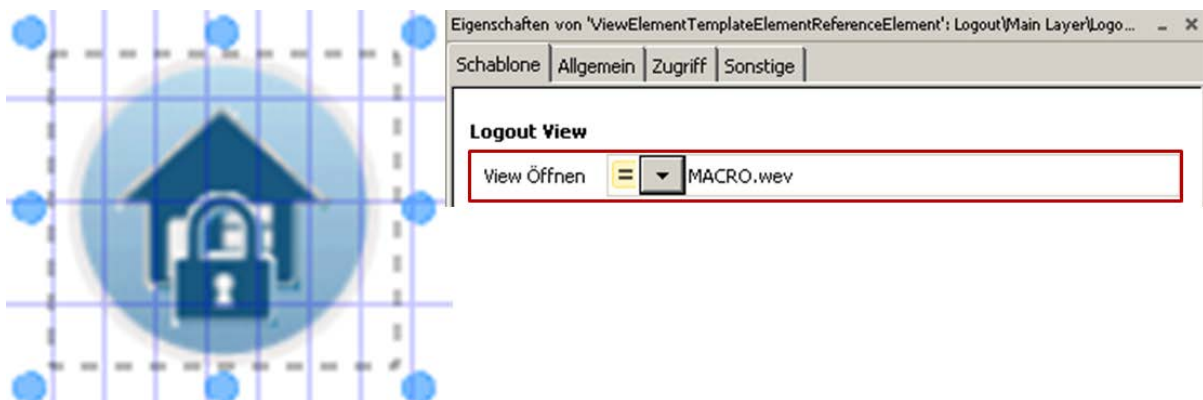 Eigenschaften von 'ViewElementTemplateElementReferenceElement': Logout\Main Layer\Logo...
Schablone Allgemein Zugriff Sonstige
Logout View
View Öffnen = MACRO.wev